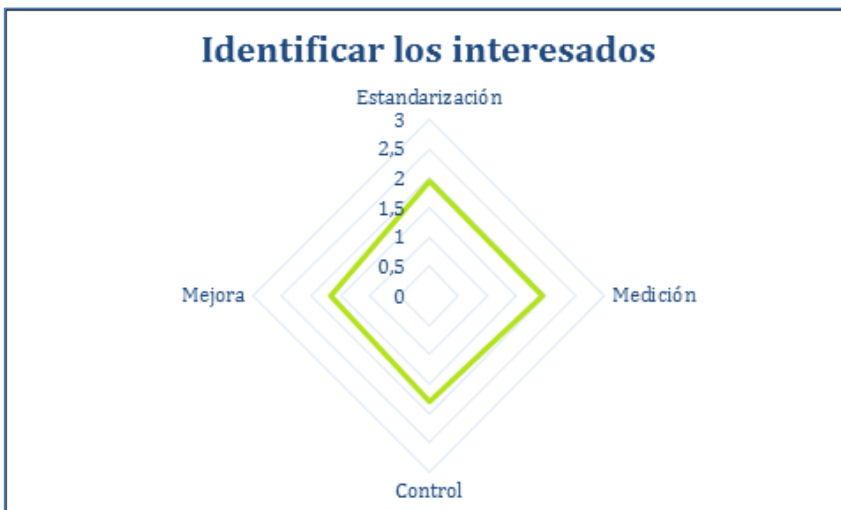 Identificar los interesados
Estandarización
3
2,5
2
1,5
1
0,5
0
Mejora
Medición
Control